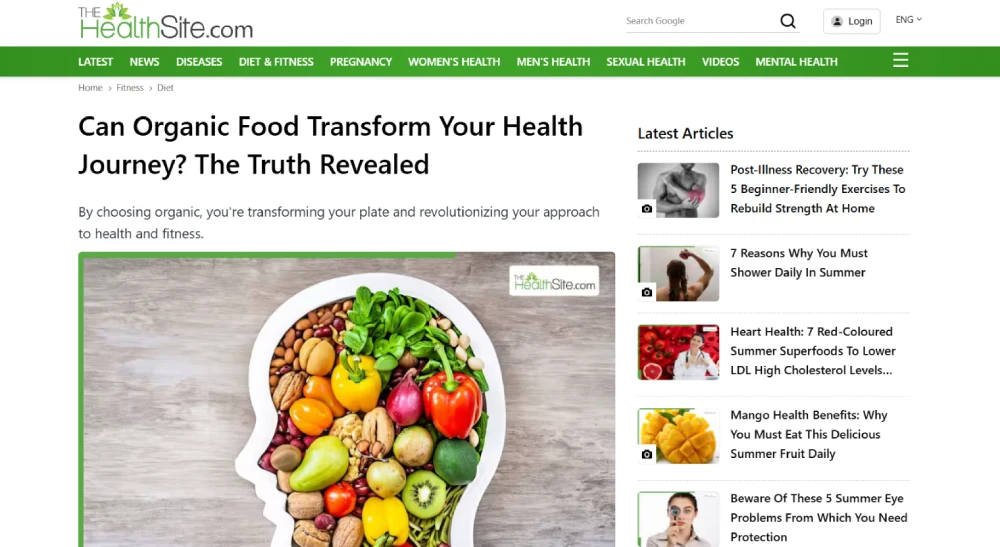 THE
HealthSite.com
Search Google
Login
ENG
LATEST NEWS DISEASES DIET & FITNESS PREGNANCY WOMEN'S HEALTH MEN'S HEALTH SEXUAL HEALTH VIDEOS MENTAL HEALTH
Home > Fitness > Diet
Can Organic Food Transform Your Health
Journey? The Truth Revealed
By choosing organic, you're transforming your plate and revolutionizing your approach
to health and fitness.
THE
HealthSite.com
Latest Articles
Post-Illness Recovery: Try These
5 Beginner-Friendly Exercises To
Rebuild Strength At Home
7 Reasons Why You Must
Shower Daily In Summer
Heart Health: 7 Red-Coloured
Summer Superfoods To Lower
LDL High Cholesterol Levels...
Mango Health Benefits: Why
You Must Eat This Delicious
Summer Fruit Daily
Beware Of These 5 Summer Eye
Problems From Which You Need
Protection